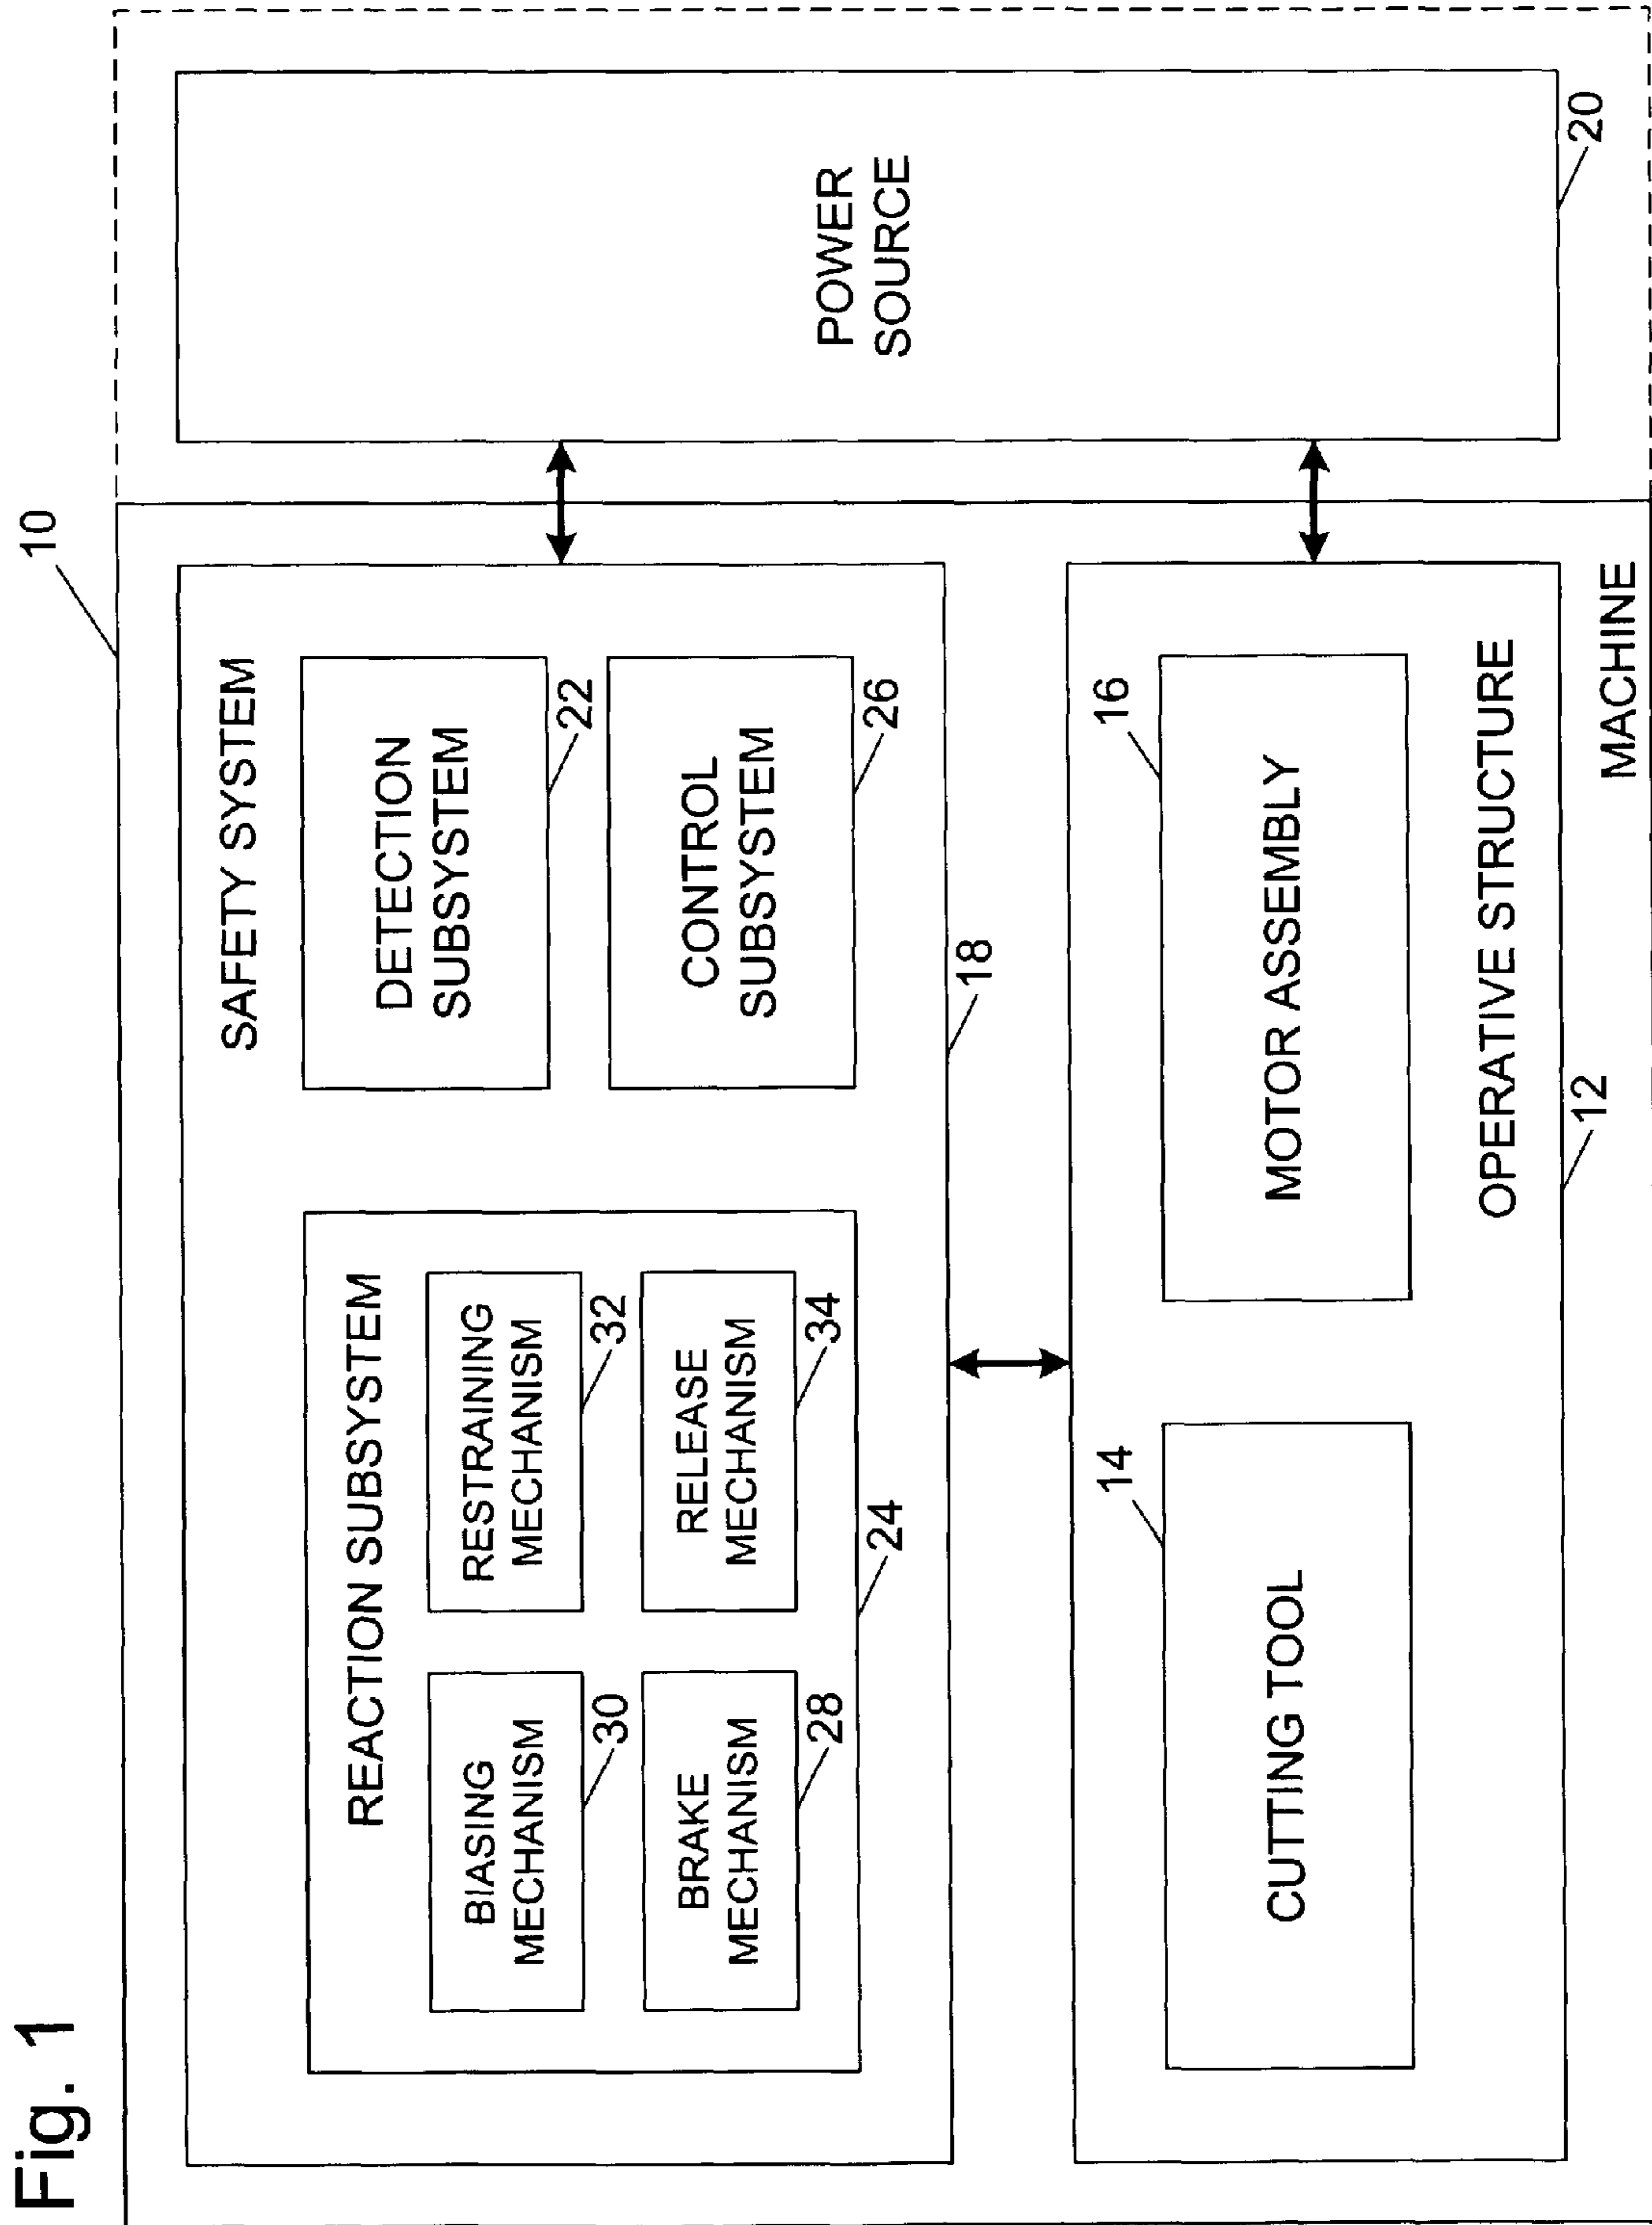 Fig. 1
10
SAFETY SYSTEM
REACTION SUBSYSTEM
BIASING
MECHANISM
30
RESTRAINING
MECHANISM
32
BRAKE
MECHANISM
28
RELEASE
MECHANISM
34
24
DETECTION
SUBSYSTEM
22
CONTROL
SUBSYSTEM
26
18
POWER
SOURCE
20
14
CUTTING TOOL
16
MOTOR ASSEMBLY
OPERATIVE STRUCTURE
12
MACHINE